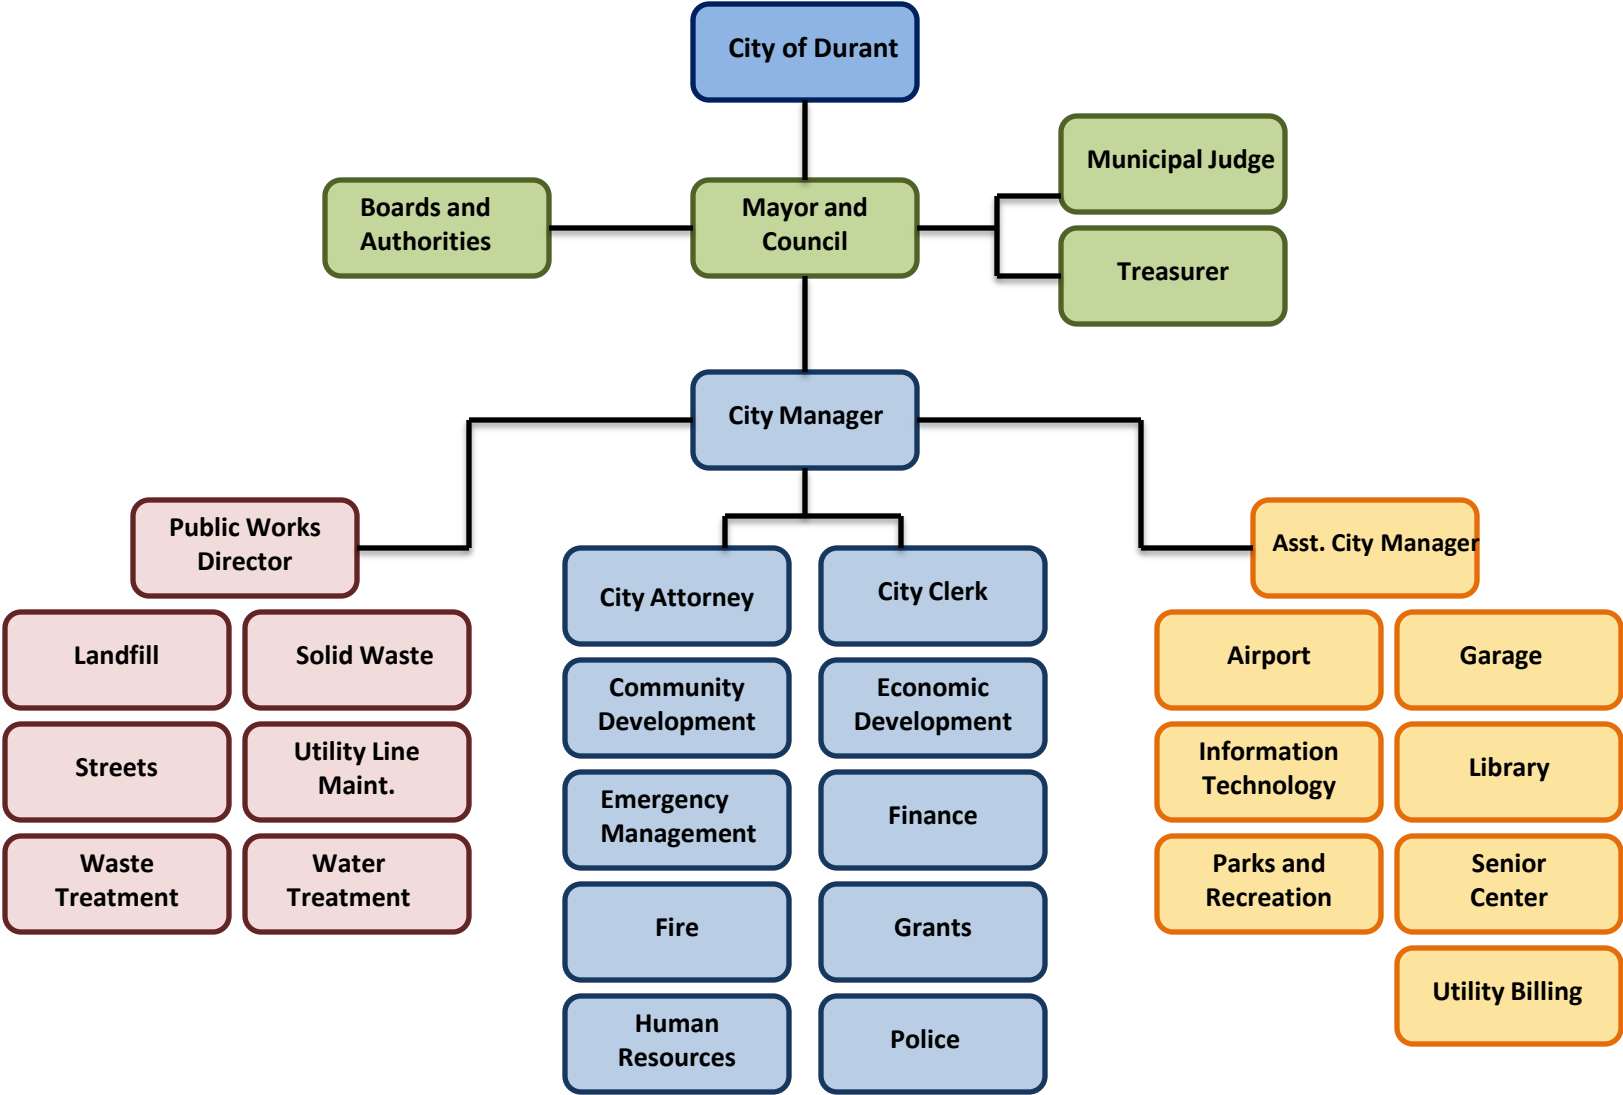 City of Durant
Municipal Judge
Boards and
Authorities
Mayor and
Council
Treasurer
City Manager
Public Works
Director
Asst. City Manager
City Attorney
City Clerk
Landfill
Solid Waste
Community
Development
Economic
Development
Airport
Garage
Streets
Utility Line
Maint.
Emergency
Management
Finance
Information
Technology
Library
Waste
Treatment
Water
Treatment
Fire
Grants
Parks and
Recreation
Senior
Center
Human
Resources
Police
Utility Billing